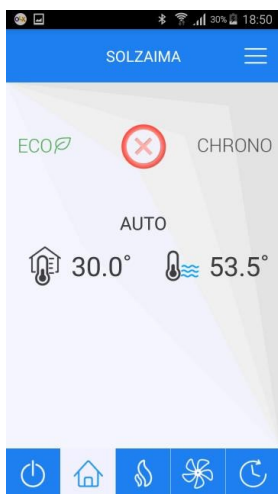 30% 18:50
SOLZAIMA
ECO CHRONO
AUTO
30.0° 53.5°